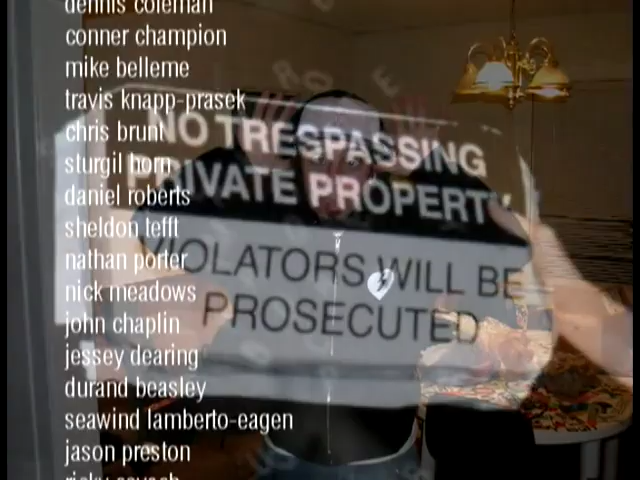 dennis coleman
conner champion
mike belleme
travis knapp-prasek
chris brunt
sturgil horn
daniel roberts
sheldon tefft
nathan porter
nick meadows
john chaplin
jessey dearing
durand beasley
seawind lamberto-eagen
jason preston
NO TRESPASSING
PRIVATE PROPERTY
VIOLATORS WILL BE
PROSECUTED